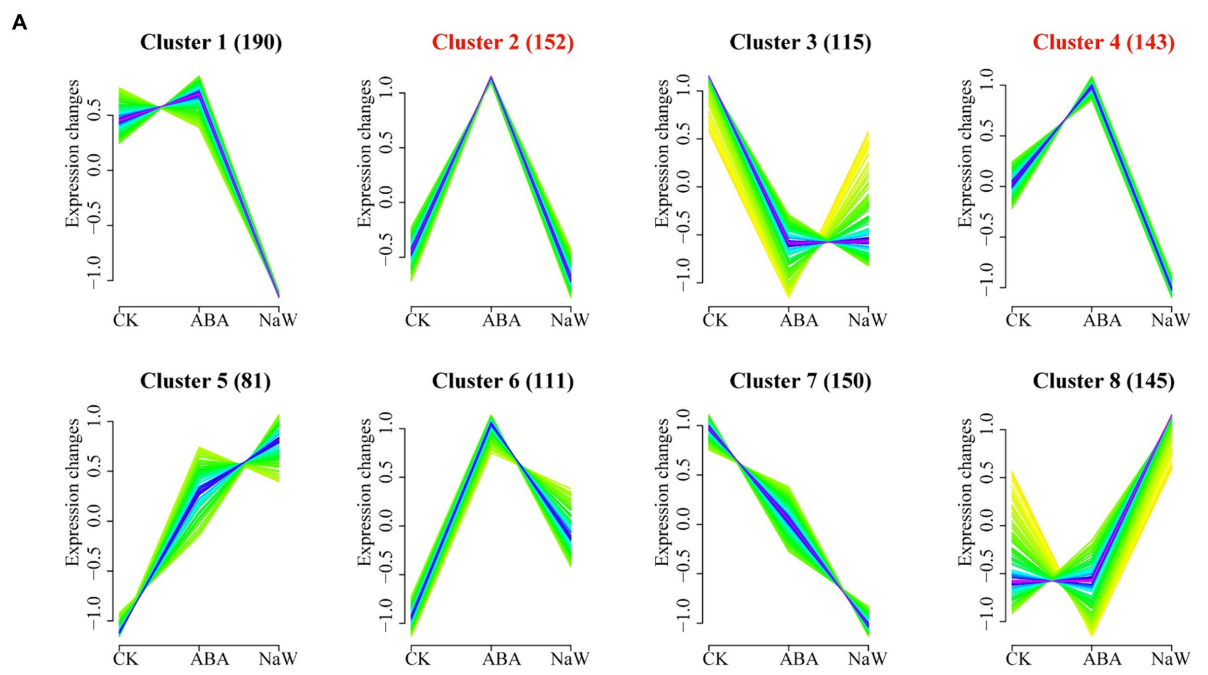 A
Cluster 1 (190)
Cluster 2 (152)
Cluster 3 (115)
Cluster 4 (143)
Expression changes
0.5
0.0
−0.5
−1.0
CK ABA NaW
Expression changes
1.0
0.5
0.0
−0.5
CK ABA NaW
Expression changes
1.0
0.5
0.0
−0.5
−1.0
CK ABA NaW
Expression changes
1.0
0.5
0.0
−0.5
−1.0
CK ABA NaW
Cluster 5 (81)
Cluster 6 (111)
Cluster 7 (150)
Cluster 8 (145)
Expression changes
1.0
0.5
0.0
−0.5
−1.0
CK ABA NaW
Expression changes
1.0
0.5
0.0
−0.5
−1.0
CK ABA NaW
Expression changes
1.0
0.5
0.0
−0.5
−1.0
CK ABA NaW
Expression changes
1.0
0.5
0.0
−0.5
−1.0
CK ABA NaW